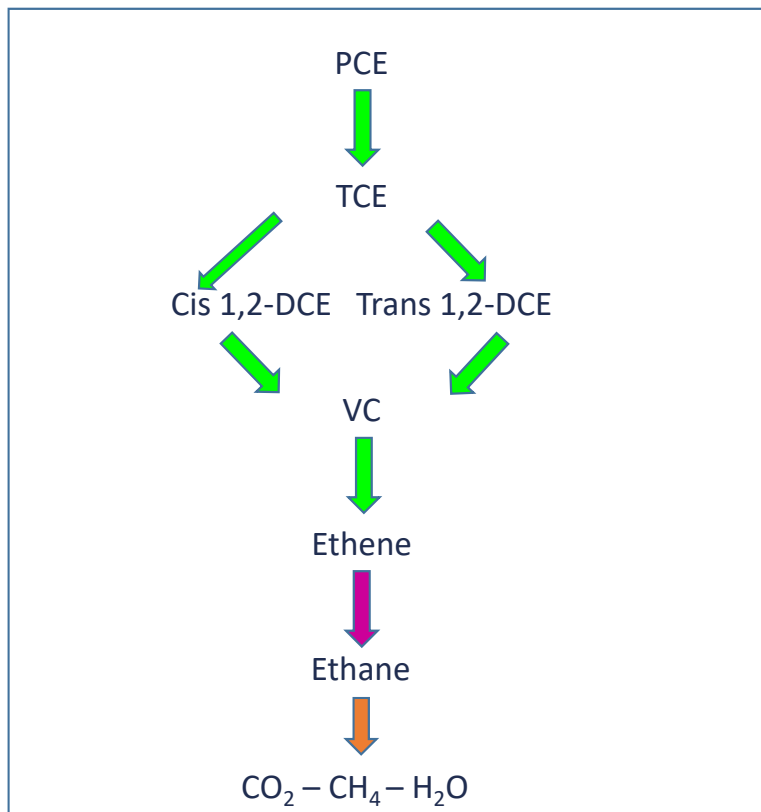 PCE
TCE
Cis 1,2-DCE Trans 1,2-DCE
VC
Ethene
Ethane
CO₂ – CH₄ – H₂O